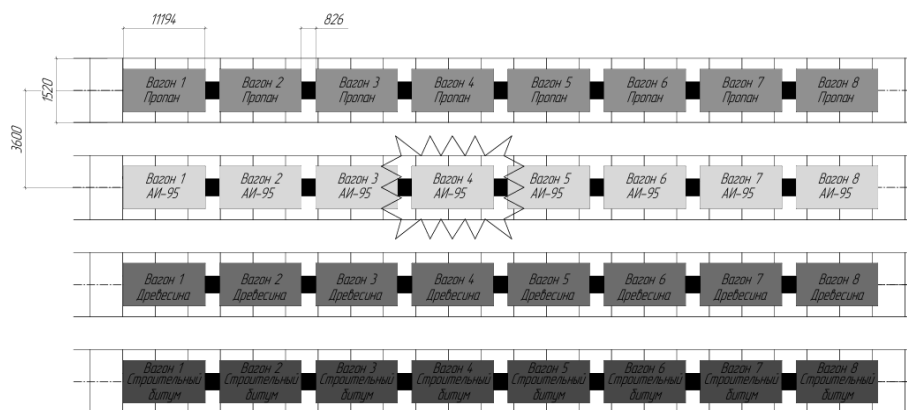 11194
826
1520
3600
Вагон 1
Пропан
Вагон 2
Пропан
Вагон 3
Пропан
Вагон 4
Пропан
Вагон 5
Пропан
Вагон 6
Пропан
Вагон 7
Пропан
Вагон 8
Пропан
Вагон 1
АИ-95
Вагон 2
АИ-95
Вагон 3
АИ-95
Вагон 4
АИ-95
Вагон 5
АИ-95
Вагон 6
АИ-95
Вагон 7
АИ-95
Вагон 8
АИ-95
Вагон 1
Древесина
Вагон 2
Древесина
Вагон 3
Древесина
Вагон 4
Древесина
Вагон 5
Древесина
Вагон 6
Древесина
Вагон 7
Древесина
Вагон 8
Древесина
Вагон 1
Строительный
битум
Вагон 2
Строительный
битум
Вагон 3
Строительный
битум
Вагон 4
Строительный
битум
Вагон 5
Строительный
битум
Вагон 6
Строительный
битум
Вагон 7
Строительный
битум
Вагон 8
Строительный
битум